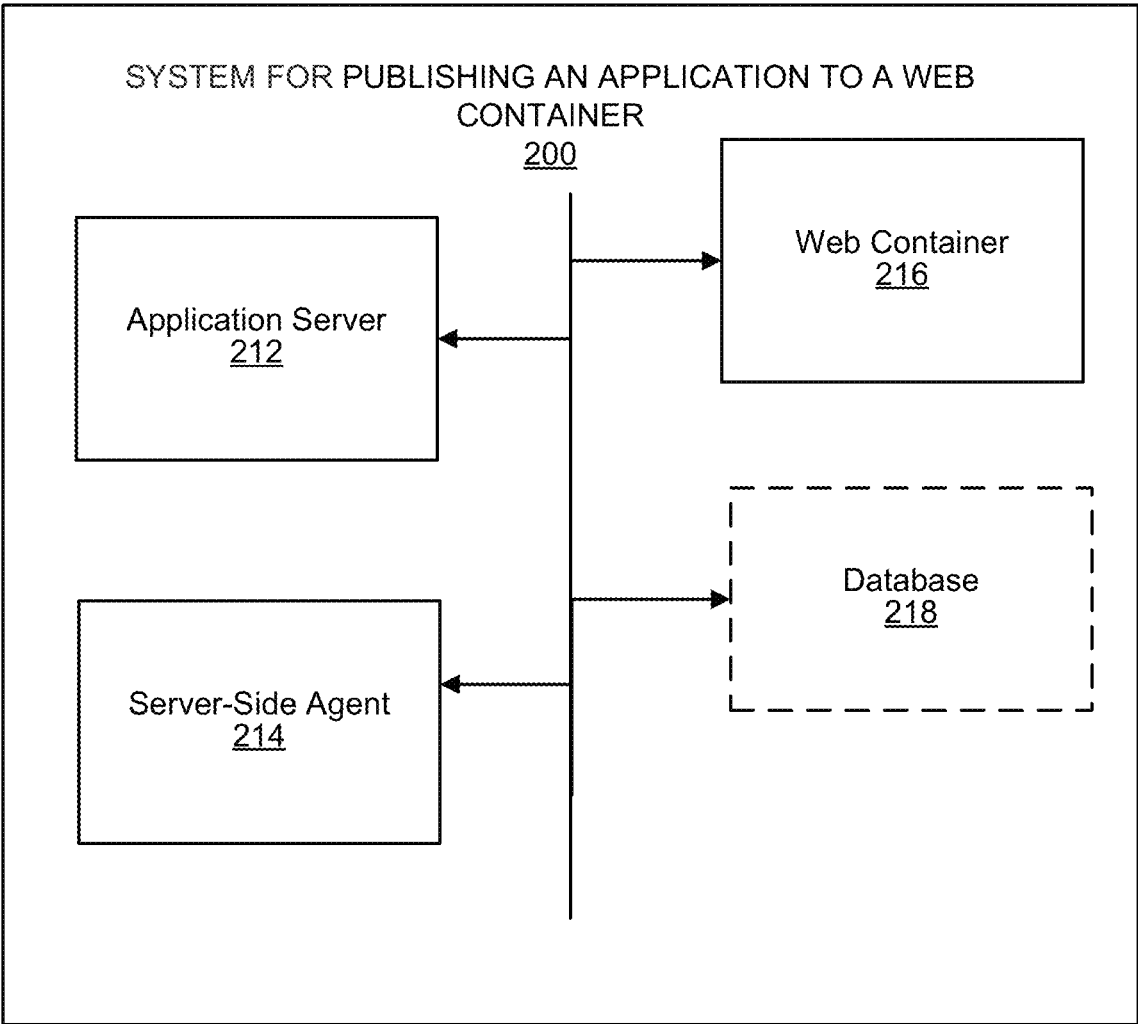 SYSTEM FOR PUBLISHING AN APPLICATION TO A WEB
CONTAINER
200
Web Container
216
Application Server
212
Database
218
Server-Side Agent
214